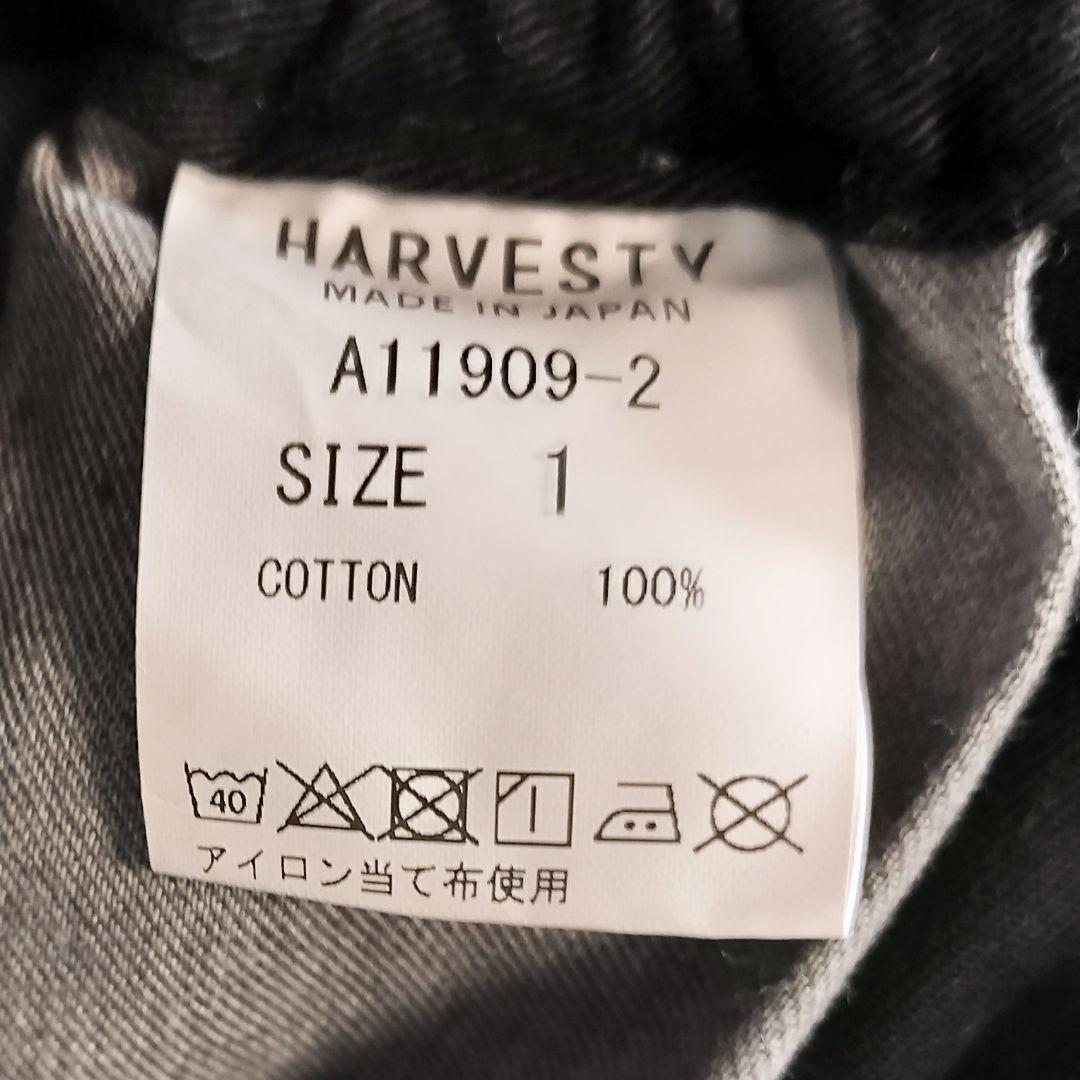 HARVESTY
MADE IN JAPAN
A11909-2
SIZE 1
COTTON 100%
40
アイロン当て布使用